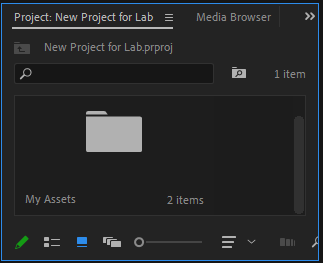 Project: New Project for Lab Media Browser
New Project for Lab.prproj
1 item
My Assets 2 items